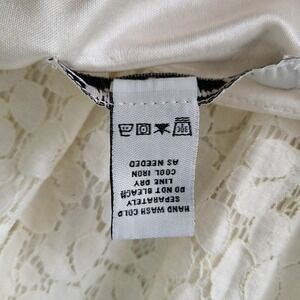 HAND WASH COLD
SEPARATELY
DO NOT BLEACH
LINE DRY
COOL IRON
AS NEEDED